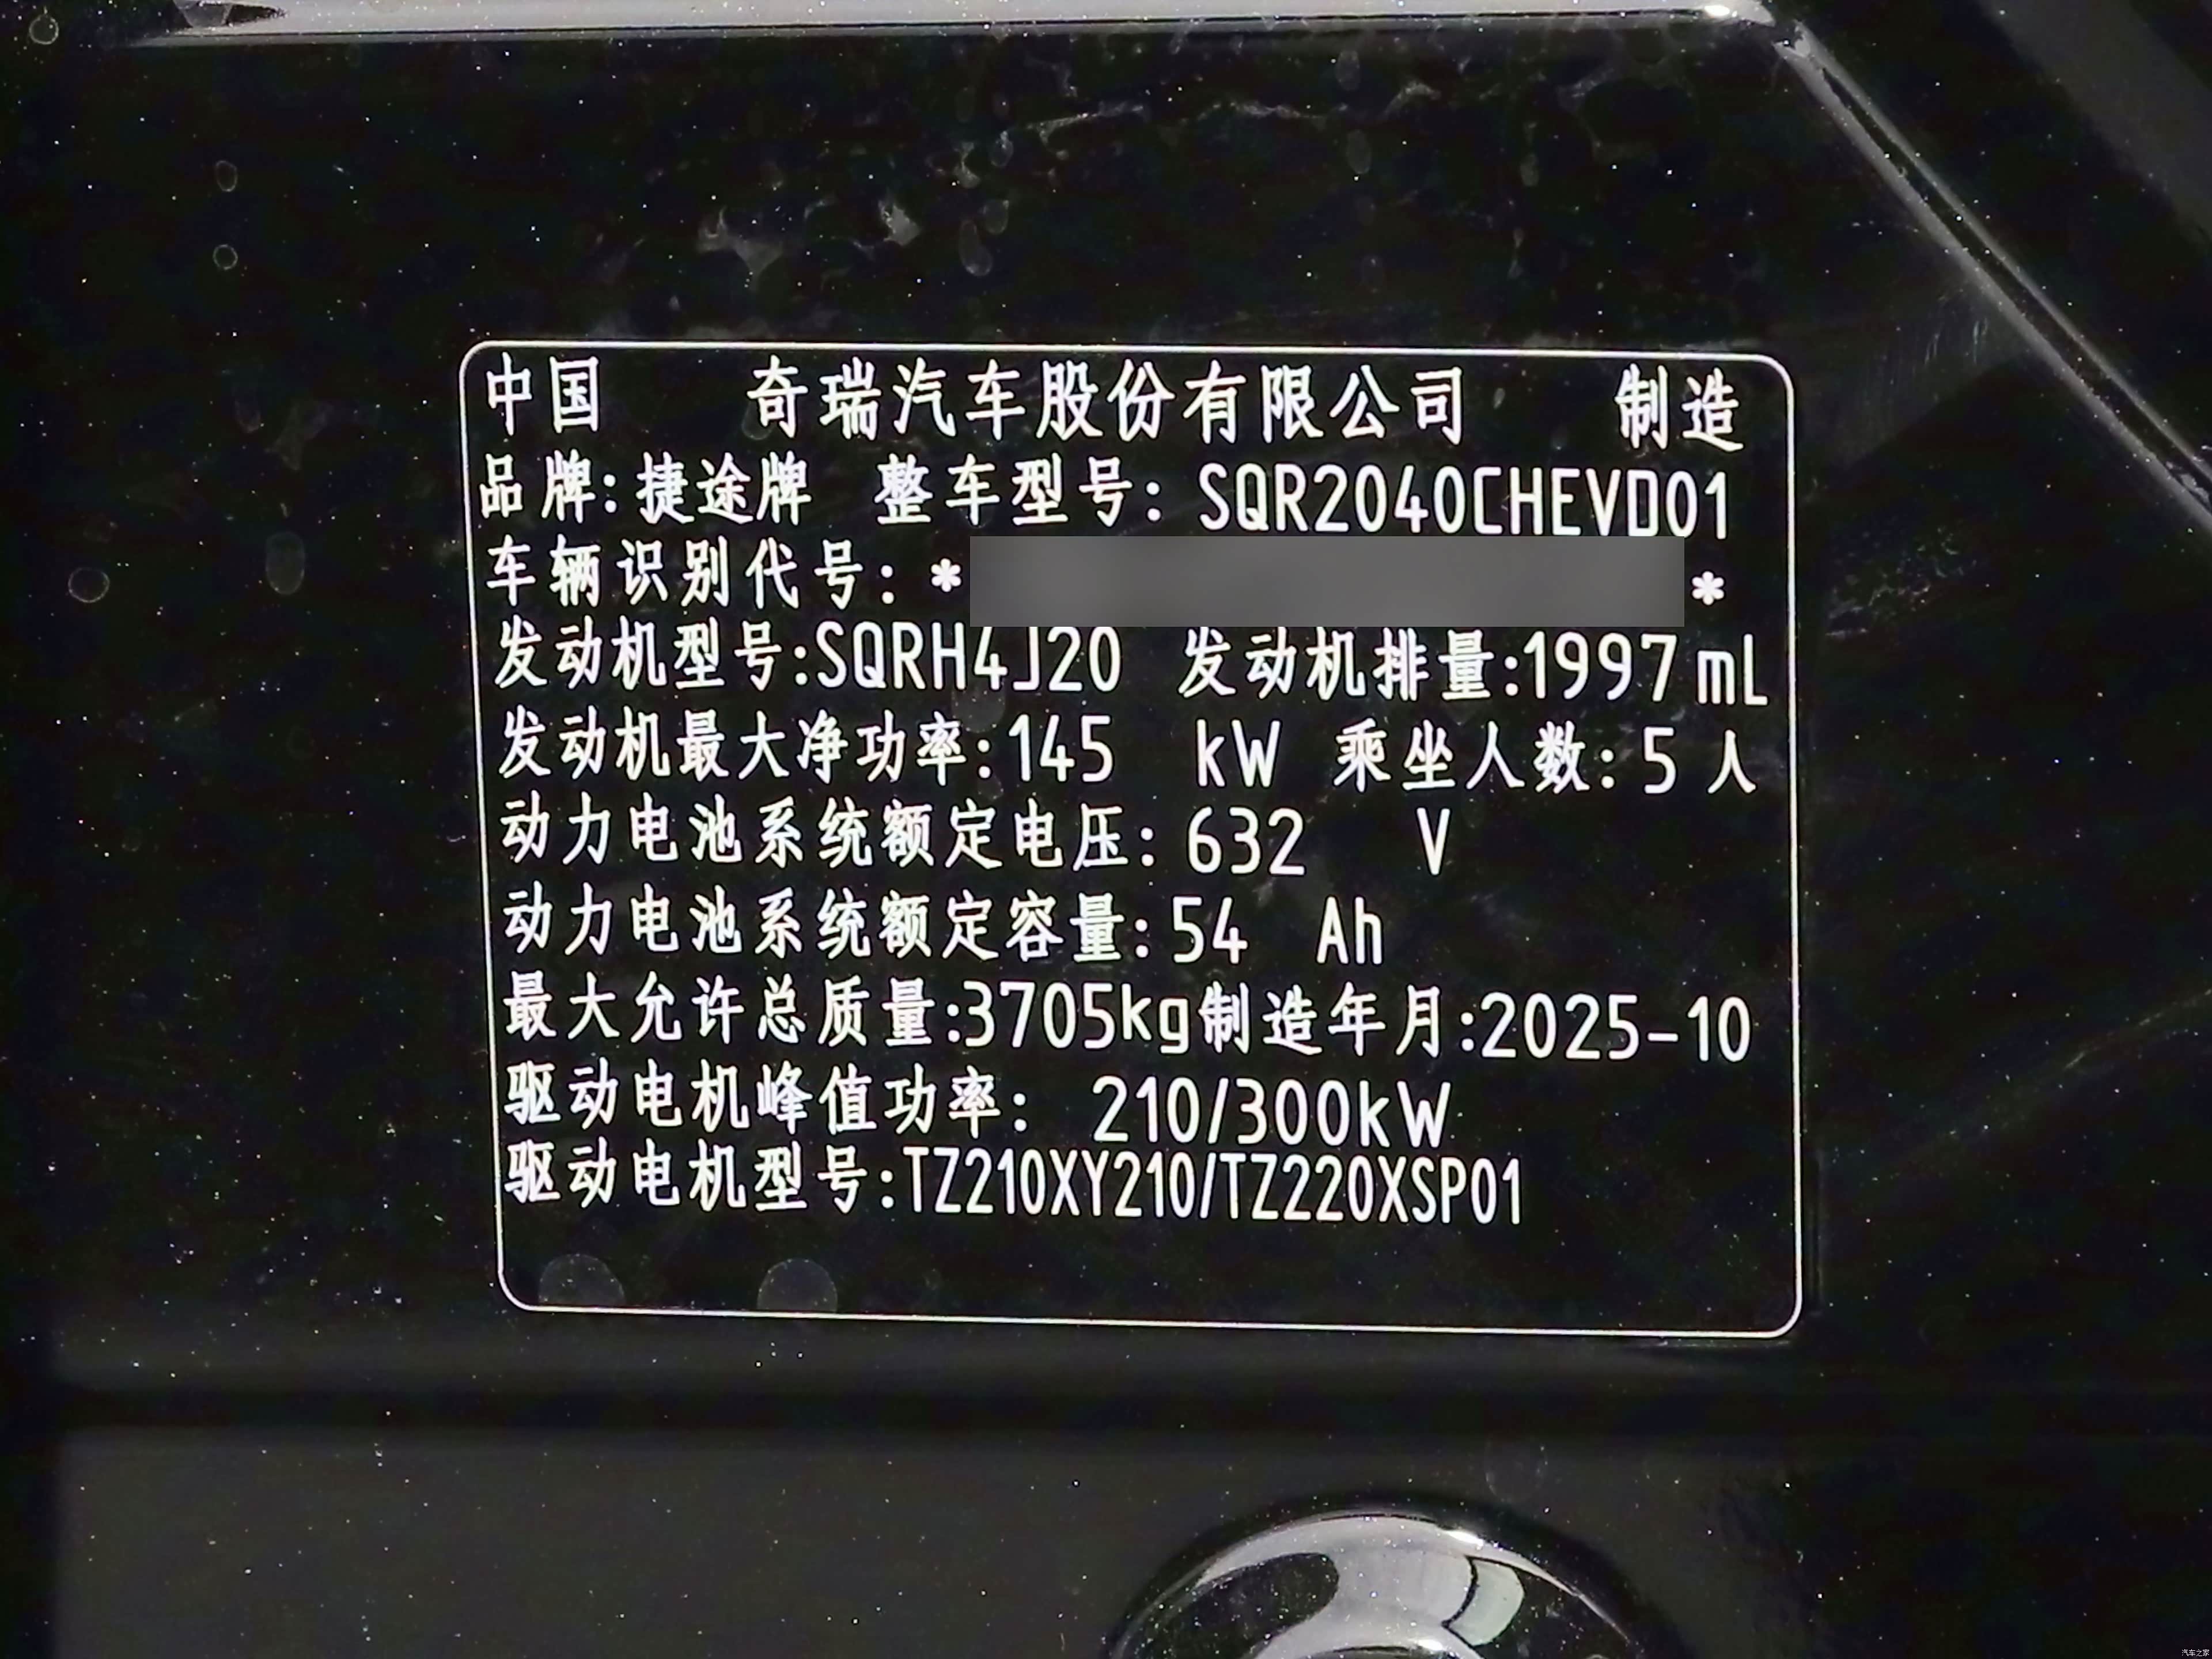 中国 奇瑞汽车股份有限公司 制造
品牌:捷途牌 整车型号: SQR2040CHEVD01
车辆识别代号: * *
发动机型号:SQRH4J20 发动机排量:1997 mL
发动机最大净功率:145 kW 乘坐人数:5 人
动力电池系统额定电压: 632 V
动力电池系统额定容量:54 Ah
最大允许总质量:3705kg制造年月:2025-10
驱动电机峰值功率: 210/300kW
驱动电机型号:TZ210XY210/TZ220XSP01
汽车之家